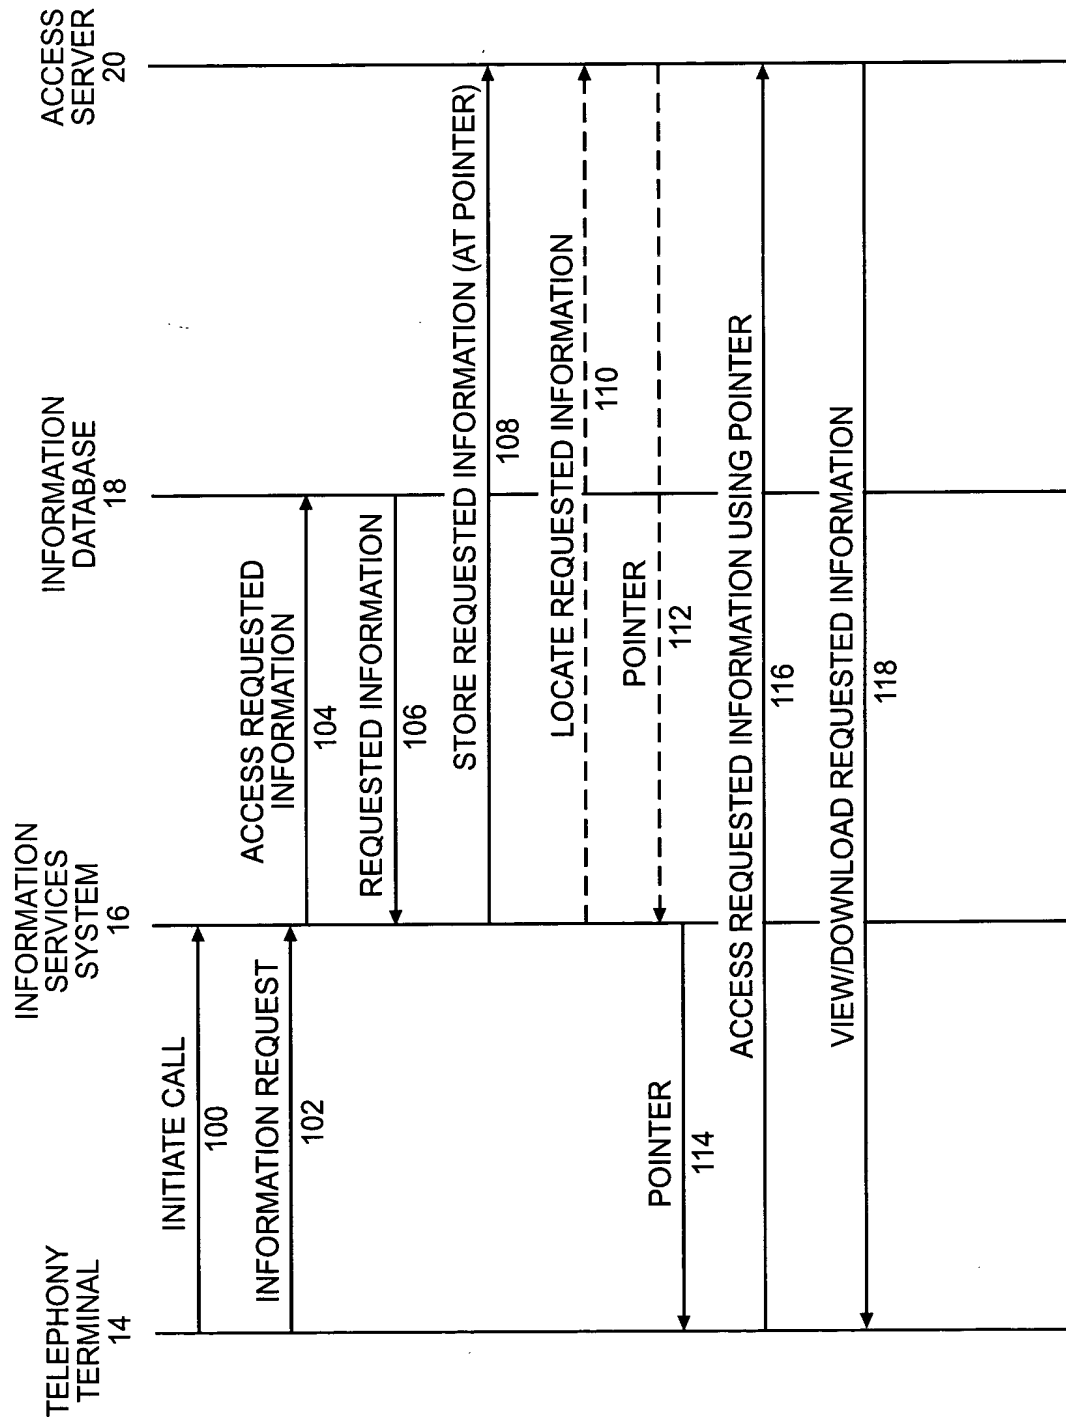 TELEPHONY
TERMINAL
14
INFORMATION
SERVICES
SYSTEM
16
INFORMATION
DATABASE
18
ACCESS
SERVER
20
INITIATE CALL
100
INFORMATION REQUEST
102
ACCESS REQUESTED
INFORMATION
104
REQUESTED INFORMATION
106
STORE REQUESTED INFORMATION (AT POINTER)
108
LOCATE REQUESTED INFORMATION
110
POINTER
112
POINTER
114
ACCESS REQUESTED INFORMATION USING POINTER
116
VIEW/DOWNLOAD REQUESTED INFORMATION
118